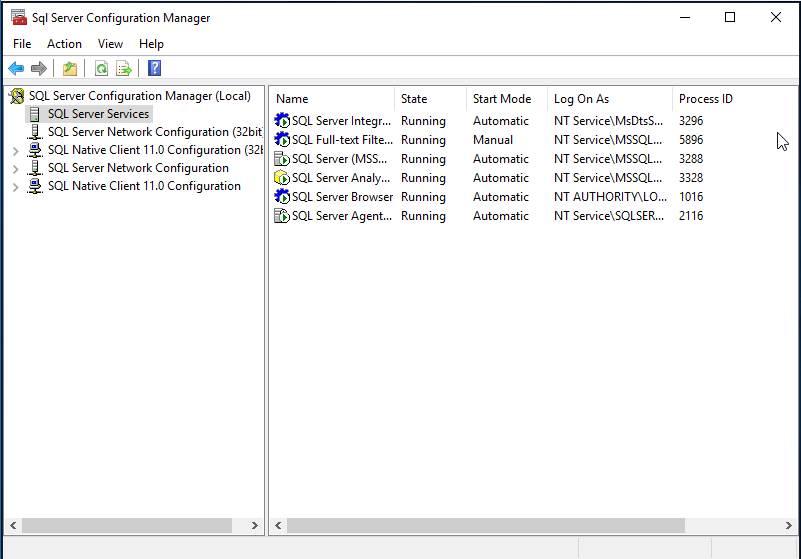 Sql Server Configuration Manager
File Action View Help
SQL Server Configuration Manager (Local)
SQL Server Services
SQL Server Network Configuration (32bit
SQL Native Client 11.0 Configuration (32b
SQL Server Network Configuration
SQL Native Client 11.0 Configuration
Name State Start Mode Log On As Process ID
SQL Server Integr... Running Automatic NT Service\MsDtsS... 3296
SQL Full-text Filte... Running Manual NT Service\MSSQL... 5896
SQL Server (MSS... Running Automatic NT Service\MSSQL... 3288
SQL Server Analy... Running Automatic NT Service\MSSQL... 3328
SQL Server Browser Running Automatic NT AUTHORITY\LO... 1016
SQL Server Agent... Running Automatic NT Service\SQLSER... 2116